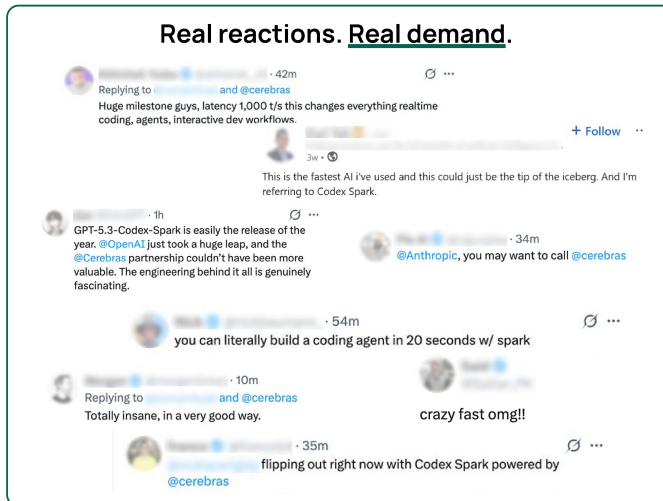 Real reactions. Real demand.
· 42m
Replying to and @cerebras
Huge milestone guys, latency 1,000 t/s this changes everything realtime
coding, agents, interactive dev workflows.
+ Follow
3w •
This is the fastest AI i've used and this could just be the tip of the iceberg. And I'm
referring to Codex Spark.
· 1h
GPT-5.3-Codex-Spark is easily the release of the
year. @OpenAI just took a huge leap, and the
@Cerebras partnership couldn't have been more
valuable. The engineering behind it all is genuinely
fascinating.
· 34m
@Anthropic, you may want to call @cerebras
· 54m
you can literally build a coding agent in 20 seconds w/ spark
· 10m
Replying to and @cerebras
Totally insane, in a very good way.
crazy fast omg!!
· 35m
flipping out right now with Codex Spark powered by
@cerebras